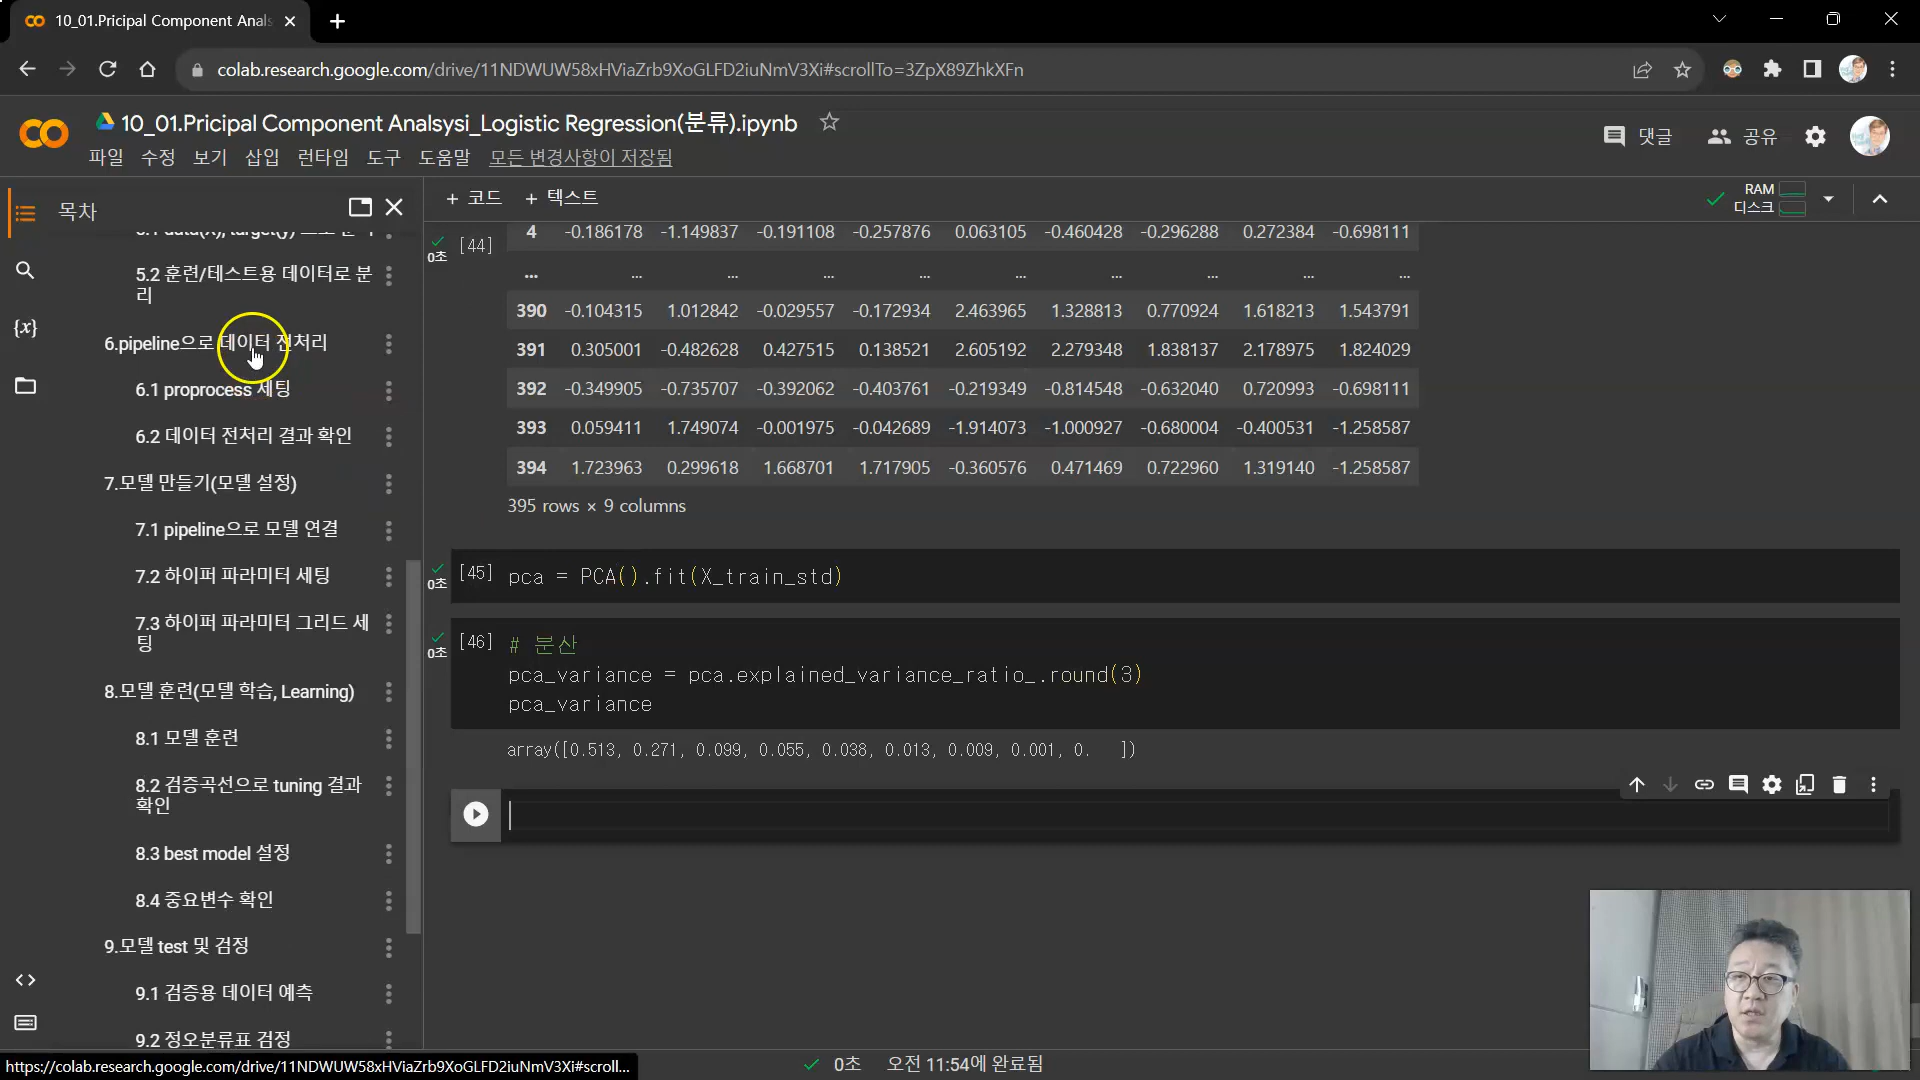 10_01.Pricipal Component Anals
colab.research.google.com/drive/11NDWUW58xHViaZrb9XoGLFD2iuNmV3Xi#scrollTo=3ZpX89ZhkXFn
10_01.Pricipal Component Analsysi_Logistic Regression(분류).ipynb
댓글
공유
파일 수정 보기 삽입 런타임 도구 도움말 모든 변경사항이 저장됨
목차
+ 코드 + 텍스트
RAM
디스크
5.2 훈련/테스트용 데이터로 분
리
6.pipeline으로 데이터 전처리
6.1 proprocess 세팅
6.2 데이터 전처리 결과 확인
7.모델 만들기(모델 설정)
7.1 pipeline으로 모델 연결
7.2 하이퍼 파라미터 세팅
7.3 하이퍼 파라미터 그리드 세
팅
8.모델 훈련(모델 학습, Learning)
8.1 모델 훈련
8.2 검증곡선으로 tuning 결과
확인
8.3 best model 설정
8.4 중요변수 확인
9.모델 test 및 검정
9.1 검증용 데이터 예측
9.2 정오분류표 검정
{x}
<>
0초
[44]
4 -0.186178 -1.149837 -0.191108 -0.257876 0.063105 -0.460428 -0.296288 0.272384 -0.698111
... ... ... ... ... ... ... ... ... ...
390 -0.104315 1.012842 -0.029557 -0.172934 2.463965 1.328813 0.770924 1.618213 1.543791
391 0.305001 -0.482628 0.427515 0.138521 2.605192 2.279348 1.838137 2.178975 1.824029
392 -0.349905 -0.735707 -0.392062 -0.403761 -0.219349 -0.814548 -0.632040 0.720993 -0.698111
393 0.059411 1.749074 -0.001975 -0.042689 -1.914073 -1.000927 -0.680004 -0.400531 -1.258587
394 1.723963 0.299618 1.668701 1.717905 -0.360576 0.471469 0.722960 1.319140 -1.258587
395 rows × 9 columns
0초
[45] pca = PCA().fit(X_train_std)
0초
[46] # 분산
pca_variance = pca.explained_variance_ratio_.round(3)
pca_variance
array([0.513, 0.271, 0.099, 0.055, 0.038, 0.013, 0.009, 0.001, 0. ])
https://colab.research.google.com/drive/11NDWUW58xHViaZrb9XoGLFD2iuNmV3Xi#scroll...
0초 오전 11:54에 완료됨